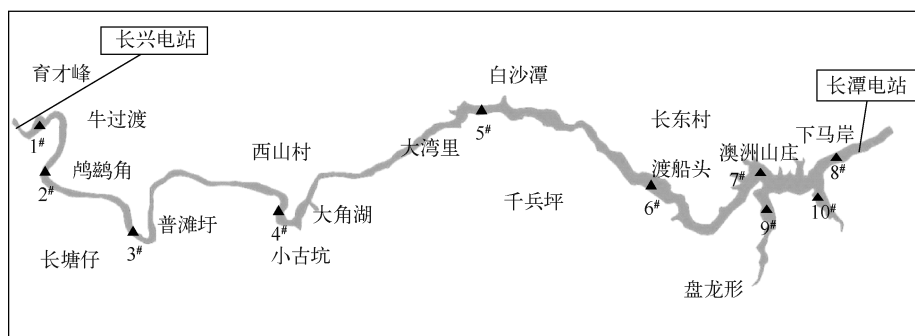 长兴电站
育才峰
牛过渡
1#
鸬鹚角
2#
长塘仔
普滩圩
3#
西山村
4#
小古坑
大角湖
大湾里
白沙潭
5#
千兵坪
长东村
渡船头
6#
澳洲山庄
7#
下马岸
8#
长潭电站
9#
10#
盘龙形